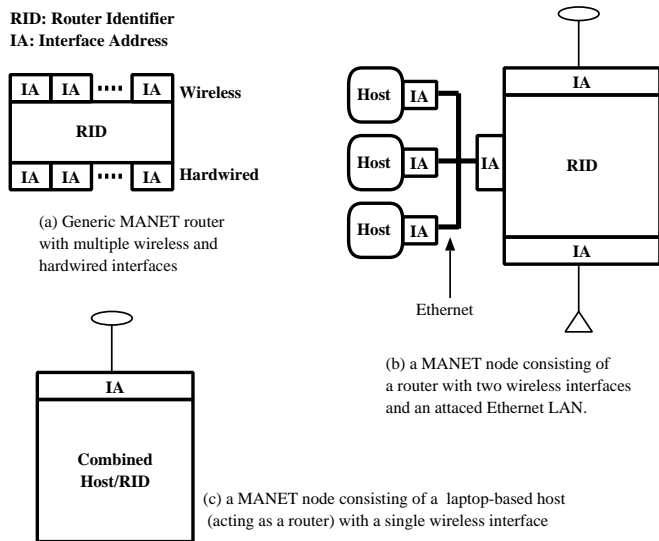 RID: Router Identifier
IA: Interface Address
IA IA IA Wireless
RID
IA IA IA Hardwired
(a) Generic MANET router
with multiple wireless and
hardwired interfaces
IA
Host IA
Host IA IA RID
Host IA
IA
Ethernet
(b) a MANET node consisting of
a router with two wireless interfaces
and an attaced Ethernet LAN.
IA
Combined
Host/RID
(c) a MANET node consisting of a laptop-based host
(acting as a router) with a single wireless interface